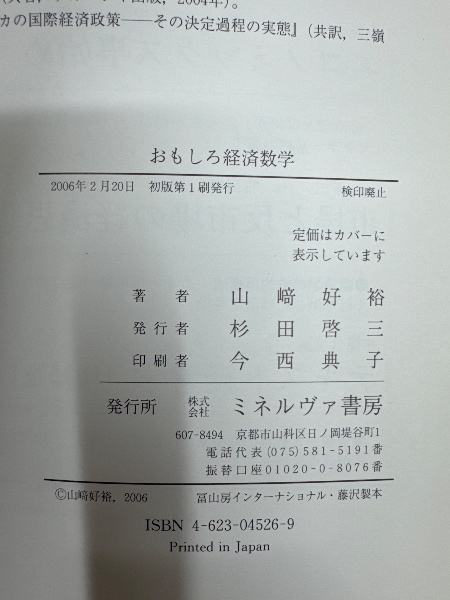 カの国際経済政策——その決定過程の実態』(共訳，三嶺
おもしろ経済数学
2006年2月20日 初版第1刷発行 検印廃止
定価はカバーに
表示しています
著者 山﨑好裕
発行者 杉田啓三
印刷者 今西典子
発行所 株式会社 ミネルヴァ書房
607-8494 京都市山科区日ノ岡堤谷町1
電話代表(075)581-5191番
振替口座01020-0-8076番
©山﨑好裕，2006 冨山房インターナショナル・藤沢製本
ISBN 4-623-04526-9
Printed in Japan